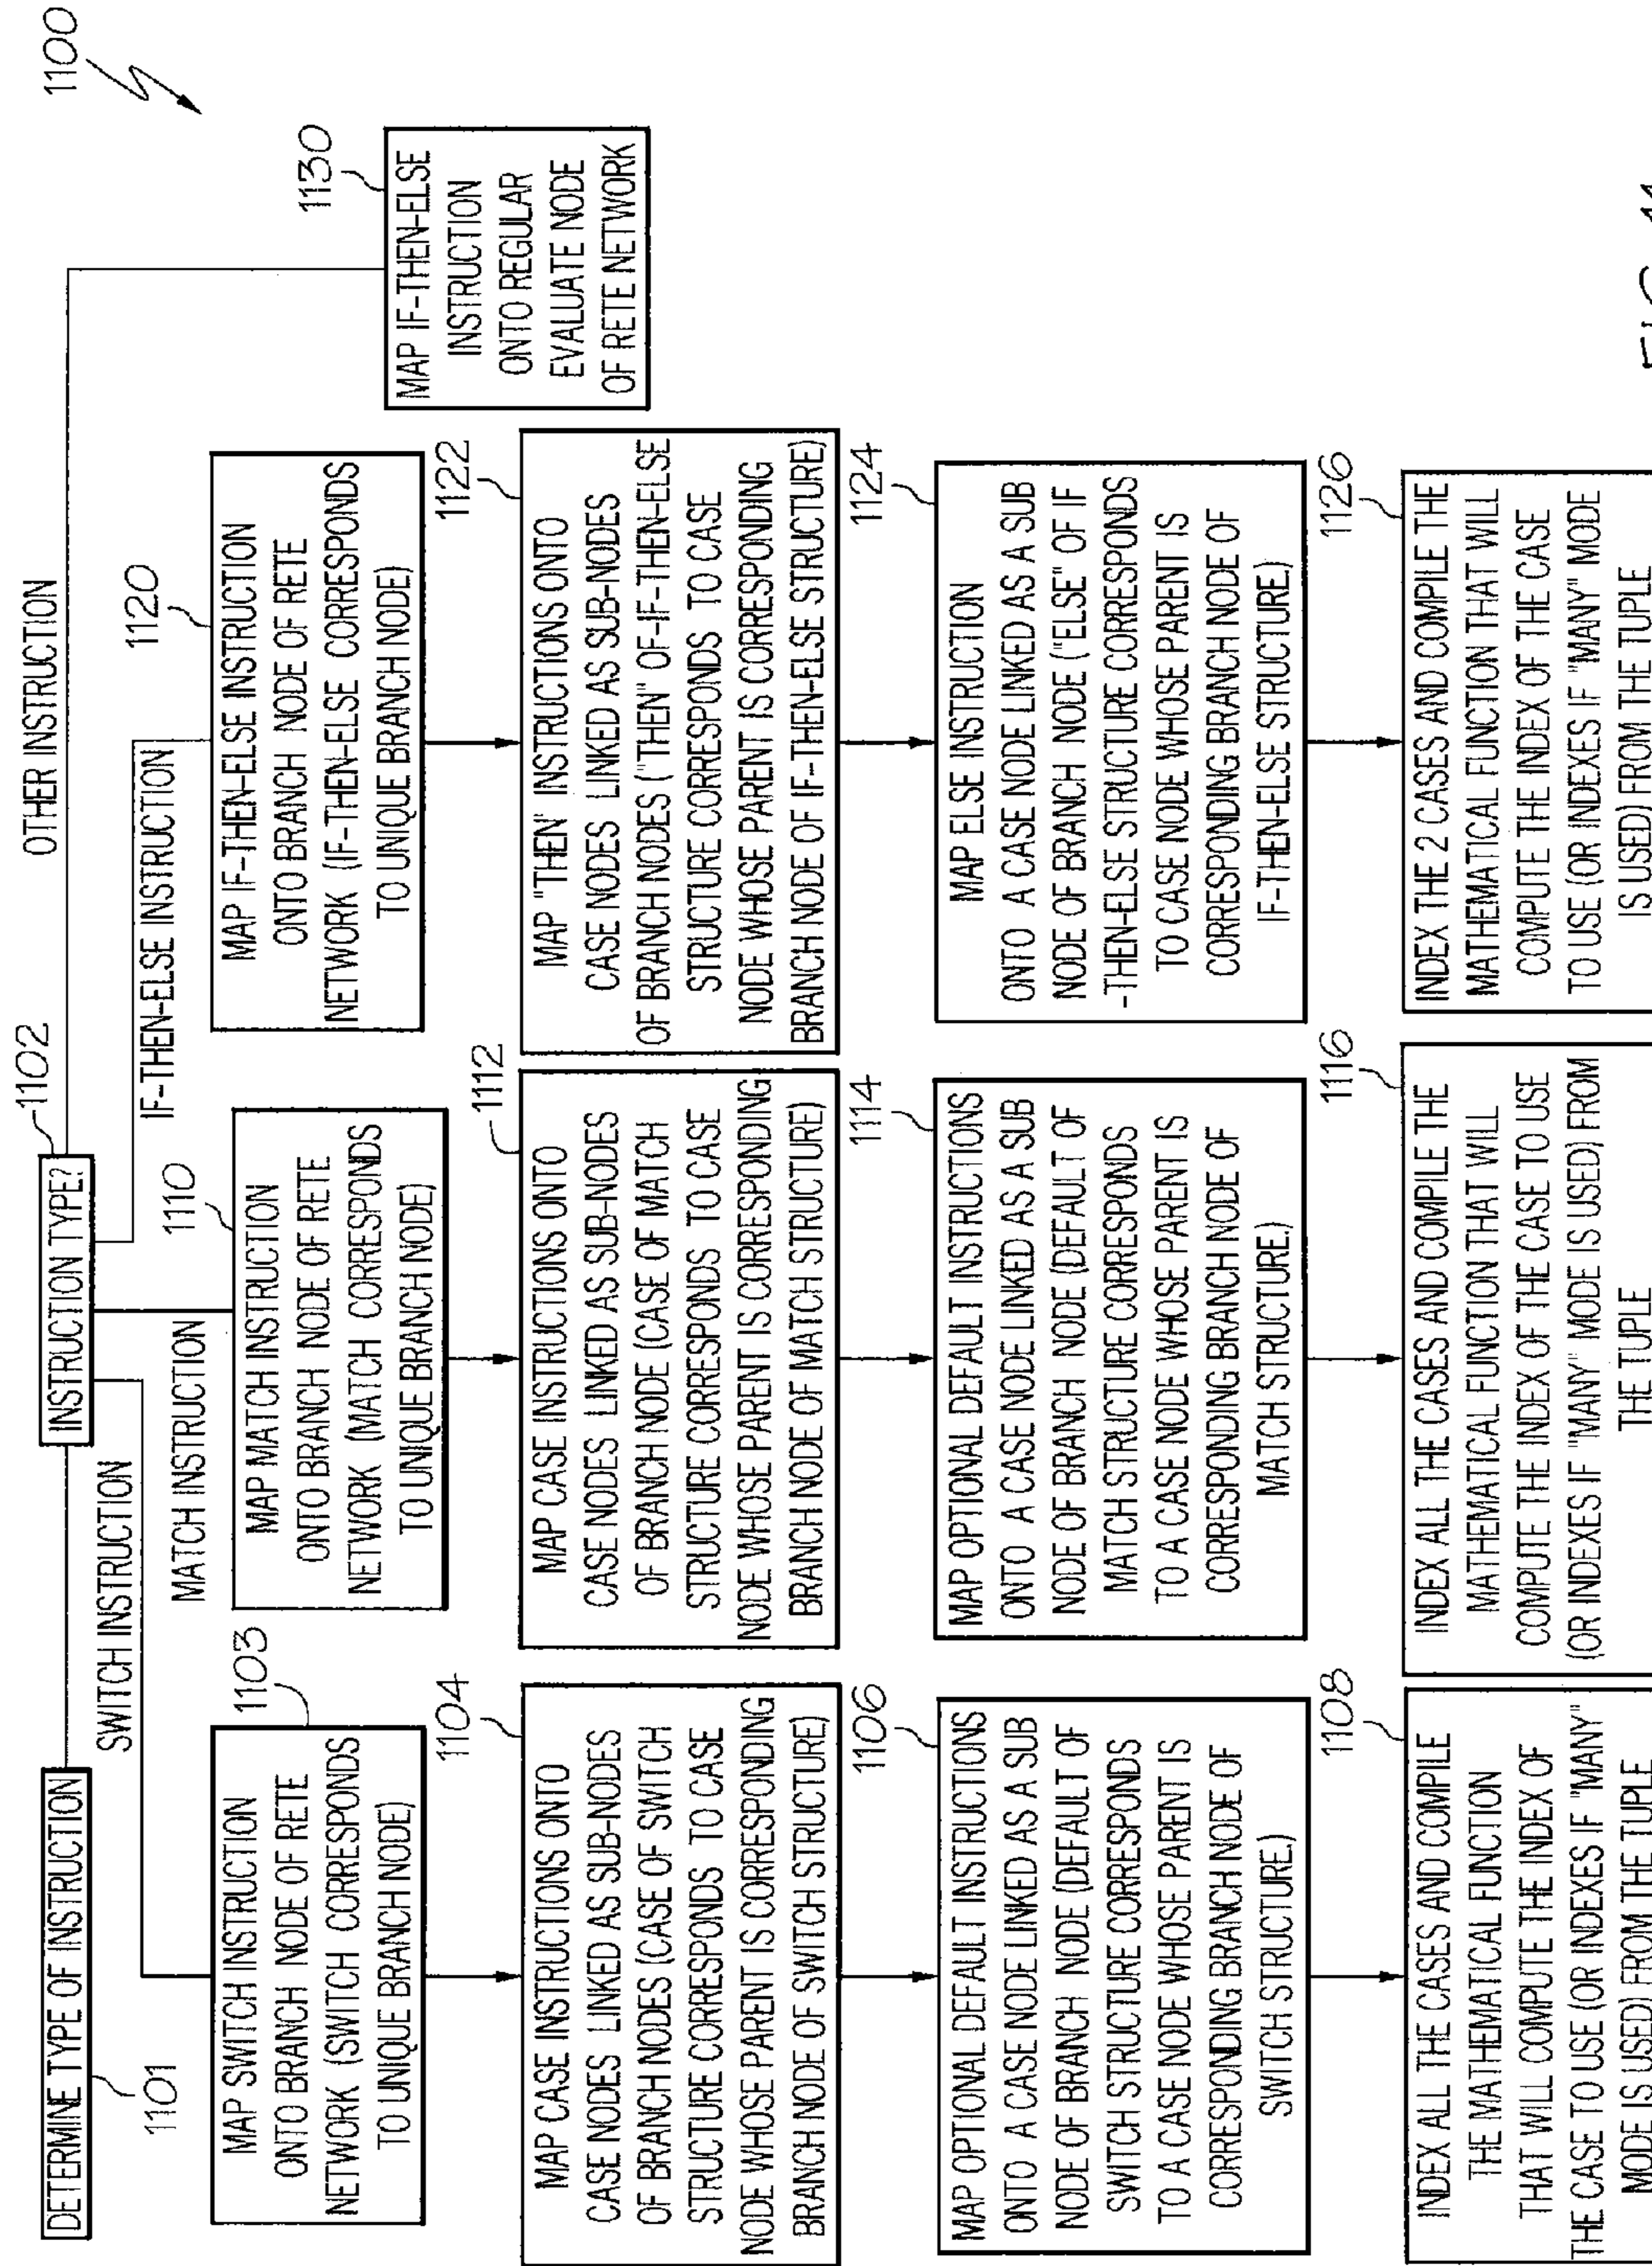 1100
DETERMINE TYPE OF INSTRUCTION
1101
INSTRUCTION TYPE?
1102
OTHER INSTRUCTION
SWITCH INSTRUCTION
MATCH INSTRUCTION
IF-THEN-ELSE INSTRUCTION
1103
MAP SWITCH INSTRUCTION
ONTO BRANCH NODE OF RETE
NETWORK (SWITCH CORRESPONDS
TO UNIQUE BRANCH NODE)
1104
MAP CASE INSTRUCTIONS ONTO
CASE NODES LINKED AS SUB-NODES
OF BRANCH NODES (CASE OF SWITCH
STRUCTURE CORRESPONDS TO CASE
NODE WHOSE PARENT IS CORRESPONDING
BRANCH NODE OF SWITCH STRUCTURE)
1106
MAP OPTIONAL DEFAULT INSTRUCTIONS
ONTO A CASE NODE LINKED AS A SUB
NODE OF BRANCH NODE (DEFAULT OF
SWITCH STRUCTURE CORRESPONDS
TO A CASE NODE WHOSE PARENT IS
CORRESPONDING BRANCH NODE OF
SWITCH STRUCTURE.)
1108
INDEX ALL THE CASES AND COMPILE
THE MATHEMATICAL FUNCTION
THAT WILL COMPUTE THE INDEX OF
THE CASE TO USE (OR INDEXES IF "MANY"
MODE IS USED) FROM THE TUPLE
1110
MAP MATCH INSTRUCTION
ONTO BRANCH NODE OF RETE
NETWORK (MATCH CORRESPONDS
TO UNIQUE BRANCH NODE)
1112
MAP CASE INSTRUCTIONS ONTO
CASE NODES LINKED AS SUB-NODES
OF BRANCH NODE (CASE OF MATCH
STRUCTURE CORRESPONDS TO CASE
NODE WHOSE PARENT IS CORRESPONDING
BRANCH NODE OF MATCH STRUCTURE)
1114
MAP OPTIONAL DEFAULT INSTRUCTIONS
ONTO A CASE NODE LINKED AS A SUB
NODE OF BRANCH NODE (DEFAULT OF
MATCH STRUCTURE CORRESPONDS
TO A CASE NODE WHOSE PARENT IS
CORRESPONDING BRANCH NODE OF
MATCH STRUCTURE.)
1116
INDEX ALL THE CASES AND COMPILE THE
MATHEMATICAL FUNCTION THAT WILL
COMPUTE THE INDEX OF THE CASE TO USE
(OR INDEXES IF "MANY" MODE IS USED) FROM
THE TUPLE
1120
MAP IF-THEN-ELSE INSTRUCTION
ONTO BRANCH NODE OF RETE
NETWORK (IF-THEN-ELSE CORRESPONDS
TO UNIQUE BRANCH NODE)
1122
MAP "THEN' INSTRUCTIONS ONTO
CASE NODES LINKED AS SUB-NODES
OF BRANCH NODES ("THEN" OF-IF-THEN-ELSE
STRUCTURE CORRESPONDS TO CASE
NODE WHOSE PARENT IS CORRESPONDING
BRANCH NODE OF IF-THEN-ELSE STRUCTURE)
1124
MAP ELSE INSTRUCTION
ONTO A CASE NODE LINKED AS A SUB
NODE OF BRANCH NODE ("ELSE" OF IF
-THEN-ELSE STRUCTURE CORRESPONDS
TO CASE NODE WHOSE PARENT IS
CORRESPONDING BRANCH NODE OF
IF-THEN-ELSE STRUCTURE.)
1126
INDEX THE 2 CASES AND COMPILE THE
MATHEMATICAL FUNCTION THAT WILL
COMPUTE THE INDEX OF THE CASE
TO USE (OR INDEXES IF "MANY" MODE
IS USED) FROM THE TUPLE
1130
MAP IF-THEN-ELSE
INSTRUCTION
ONTO REGULAR
EVALUATE NODE
OF RETE NETWORK